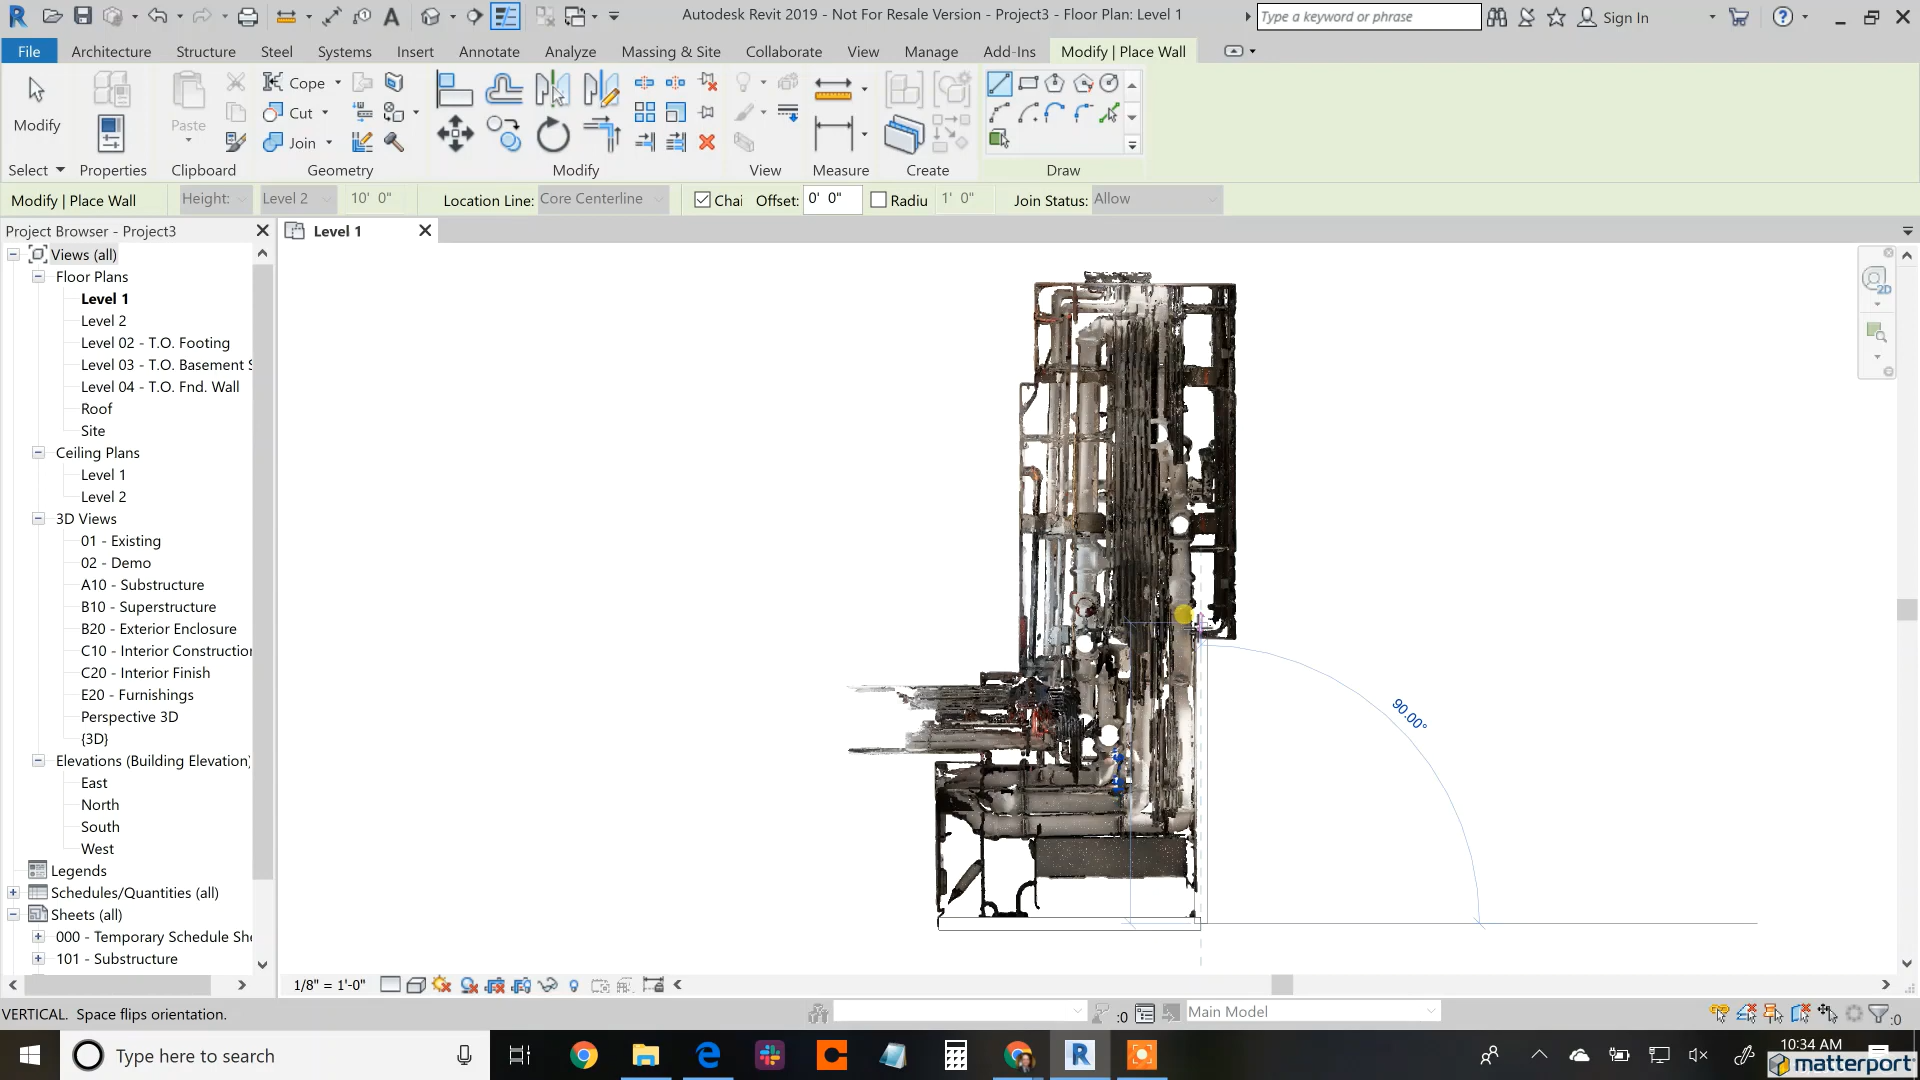 Autodesk Revit 2019 - Not For Resale Version - Project3 - Floor Plan: Level 1
Type a keyword or phrase
Sign In
File Architecture Structure Steel Systems Insert Annotate Analyze Massing & Site Collaborate View Manage Add-Ins Modify | Place Wall
Modify
Paste
Cope
Cut
Join
Select Properties Clipboard Geometry Modify View Measure Create Draw
Modify | Place Wall Height: Level 2 10' 0" Location Line: Core Centerline Chai Offset: 0' 0" Radiu 1' 0" Join Status: Allow
Project Browser - Project3
Level 1
Views (all)
Floor Plans
Level 1
Level 2
Level 02 - T.O. Footing
Level 03 - T.O. Basement S
Level 04 - T.O. Fnd. Wall
Roof
Site
Ceiling Plans
Level 1
Level 2
3D Views
01 - Existing
02 - Demo
A10 - Substructure
B10 - Superstructure
B20 - Exterior Enclosure
C10 - Interior Construction
C20 - Interior Finish
E20 - Furnishings
Perspective 3D
{3D}
Elevations (Building Elevation)
East
North
South
West
Legends
Schedules/Quantities (all)
Sheets (all)
000 - Temporary Schedule She
101 - Substructure
90.00°
2D
1/8" = 1'-0"
VERTICAL. Space flips orientation.
:0
Main Model
:0
Type here to search
10:34 AM
matterport